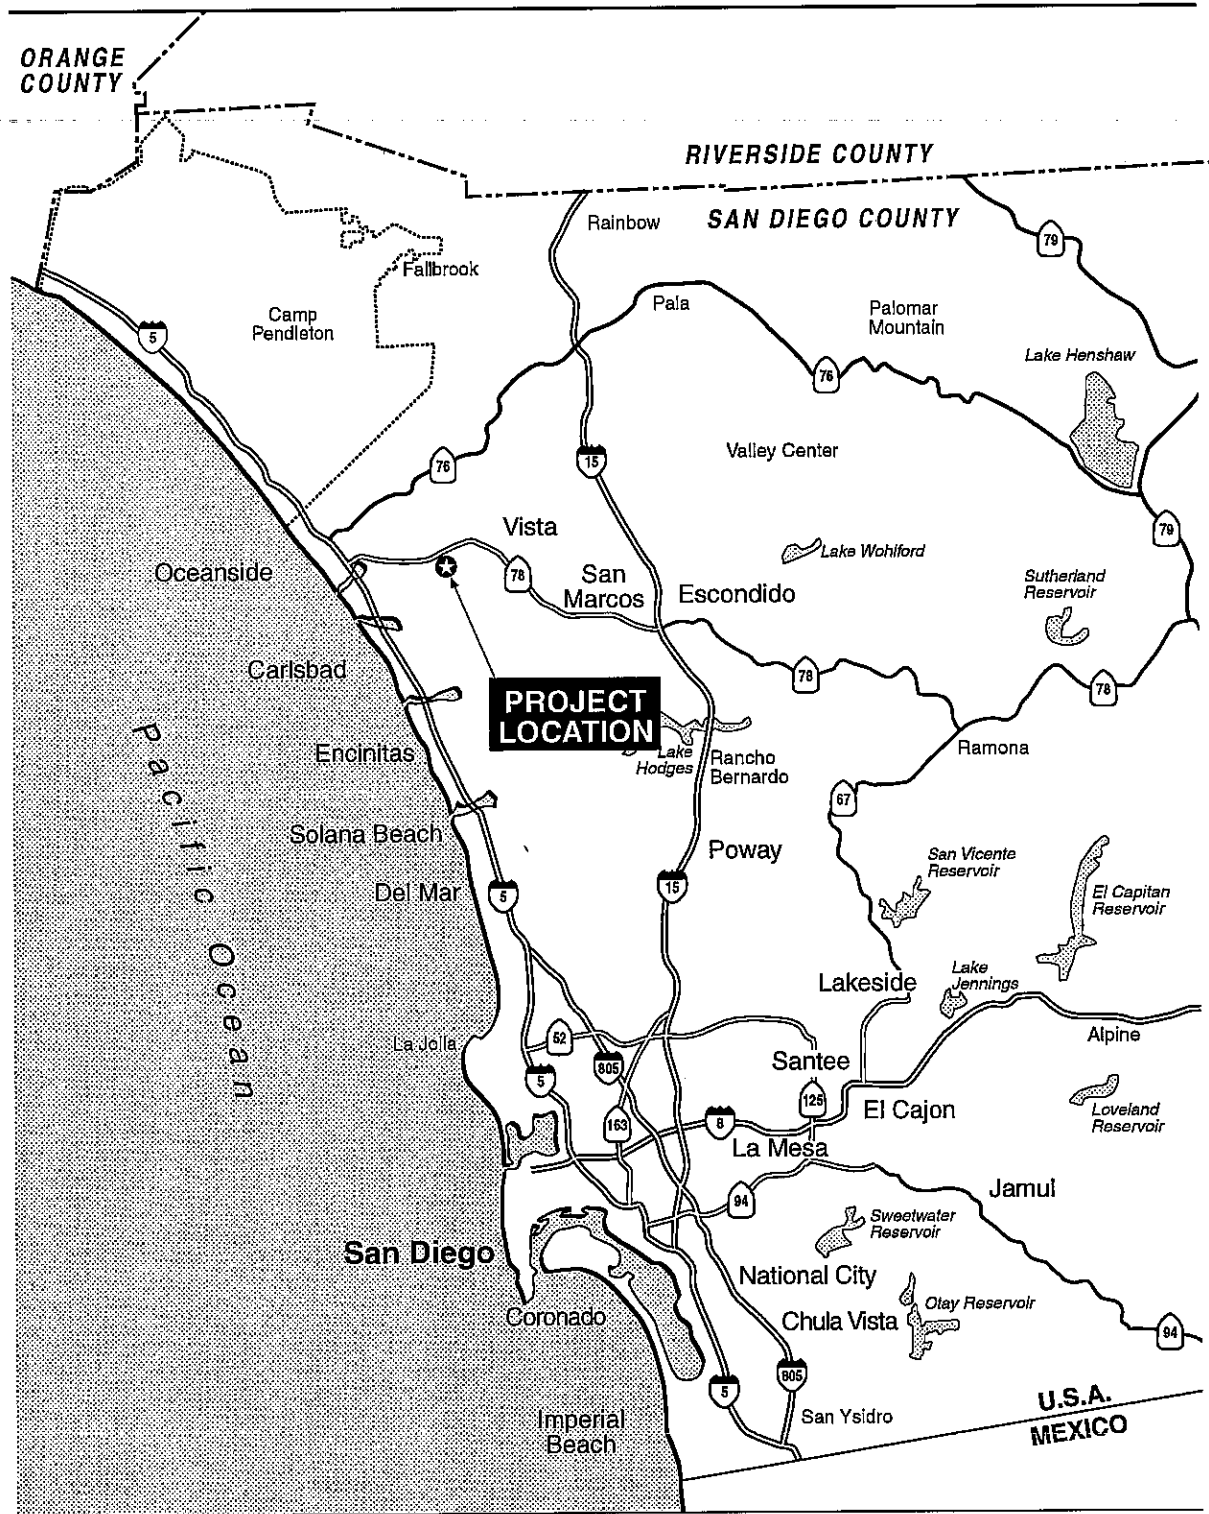 ORANGE
COUNTY
RIVERSIDE COUNTY
SAN DIEGO COUNTY
Rainbow
79
Fallbrook
Camp
Pendleton
5
Pala
Palomar
Mountain
76
Lake Henshaw
76
15
Valley Center
Vista
79
Lake Wohlford
Oceanside
78
San
Marcos
Escondido
Sutherland
Reservoir
Carlsbad
78
78
PROJECT
LOCATION
Pacific Ocean
Encinitas
Lake
Hodges
Rancho
Bernardo
Ramona
67
Solana Beach
Poway
San Vicente
Reservoir
Del Mar
5
15
El Capitan
Reservoir
Lakeside
Lake
Jennings
La Jolla
52
Alpine
805
Santee
5
125
163
8
El Cajon
Loveland
Reservoir
La Mesa
94
Jamul
Sweetwater
Reservoir
San Diego
National City
Coronado
Chula Vista
Otay Reservoir
94
5
805
Imperial
Beach
San Ysidro
U.S.A.
MEXICO